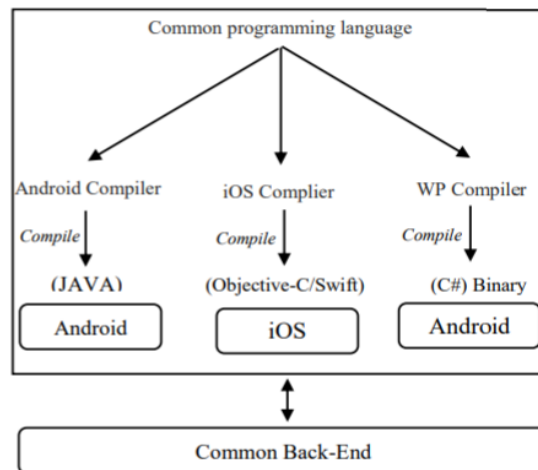 Common programming language
Android Compiler
iOS Complier
WP Compiler
Compile
Compile
Compile
(JAVA)
(Objective-C/Swift)
(C#) Binary
Android
iOS
Android
Common Back-End